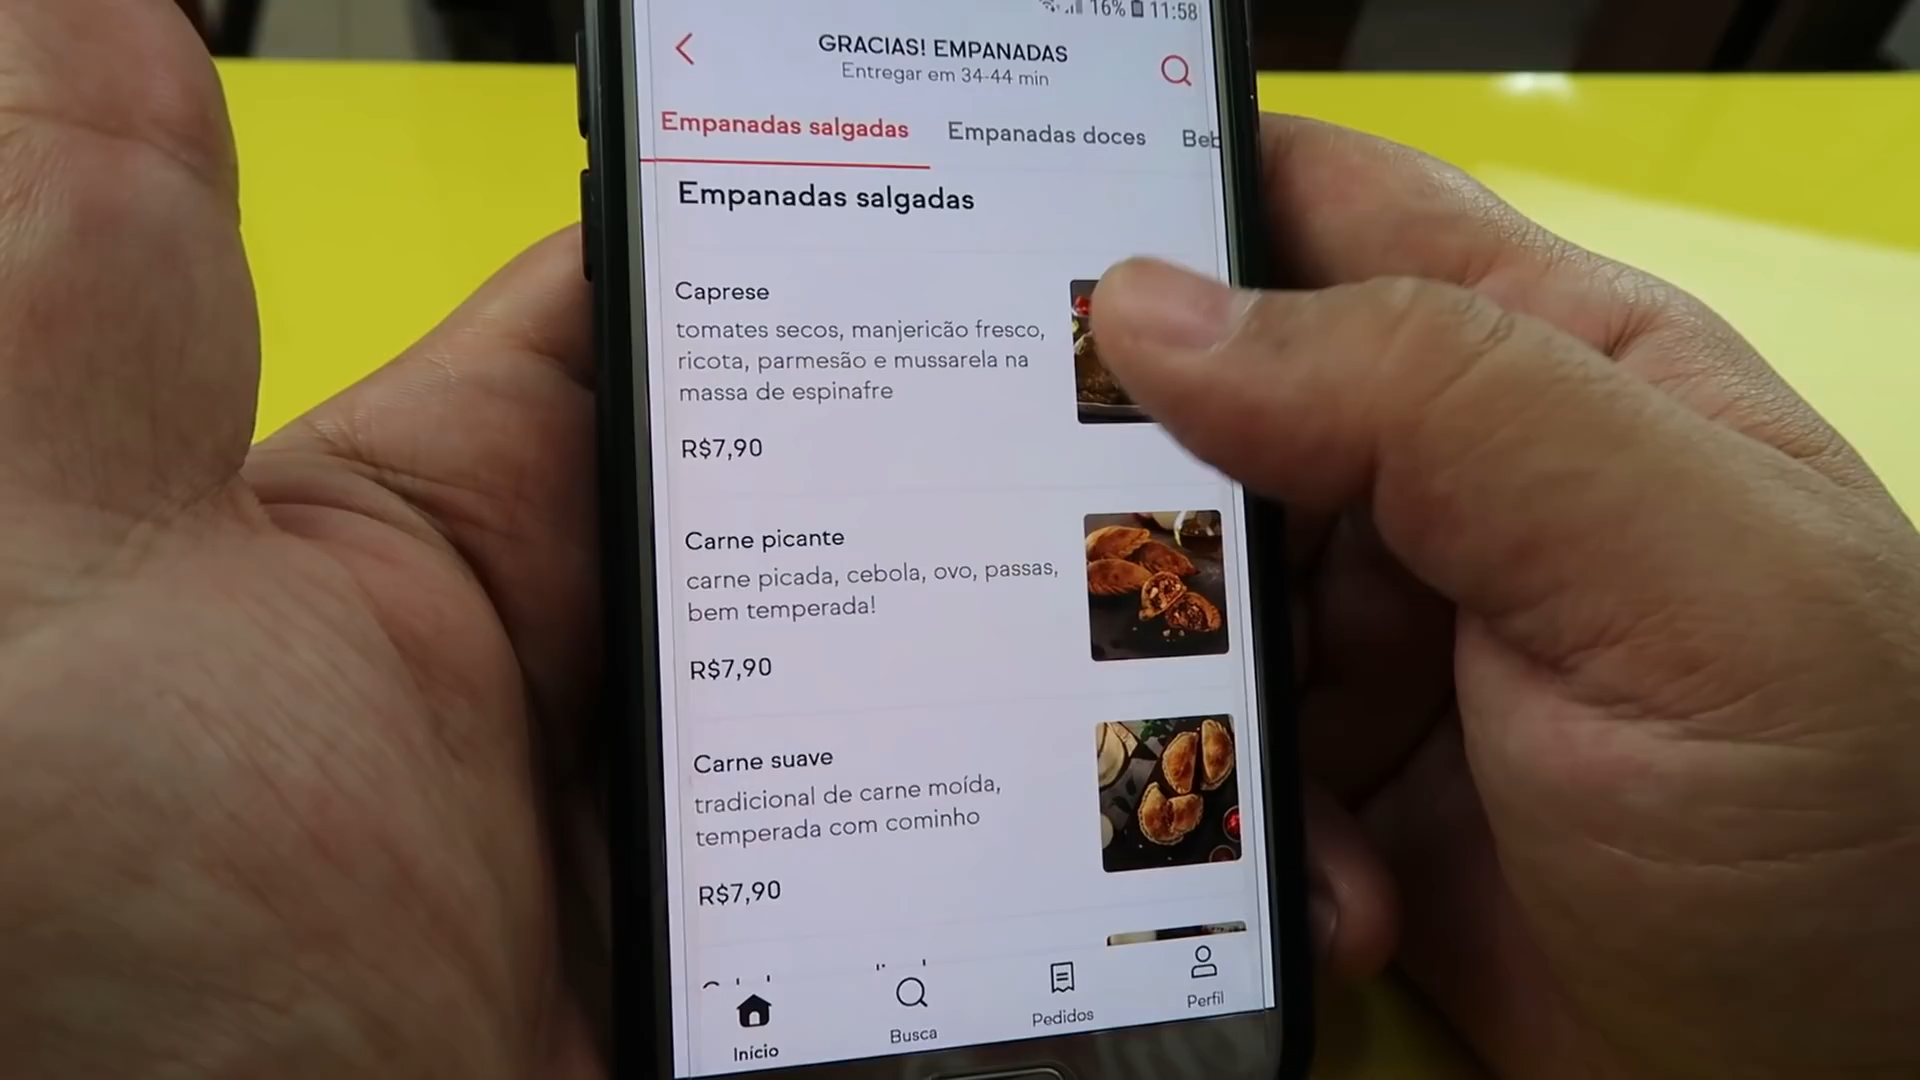 16% 11:58
GRACIAS! EMPANADAS
Entregar em 34-44 min
Empanadas salgadas Empanadas doces Beb
Empanadas salgadas
Caprese
tomates secos, manjericão fresco,
ricota, parmesão e mussarela na
massa de espinafre
R$7,90
Carne picante
carne picada, cebola, ovo, passas,
bem temperada!
R$7,90
Carne suave
tradicional de carne moída,
temperada com cominho
R$7,90
Início Busca Pedidos Perfil